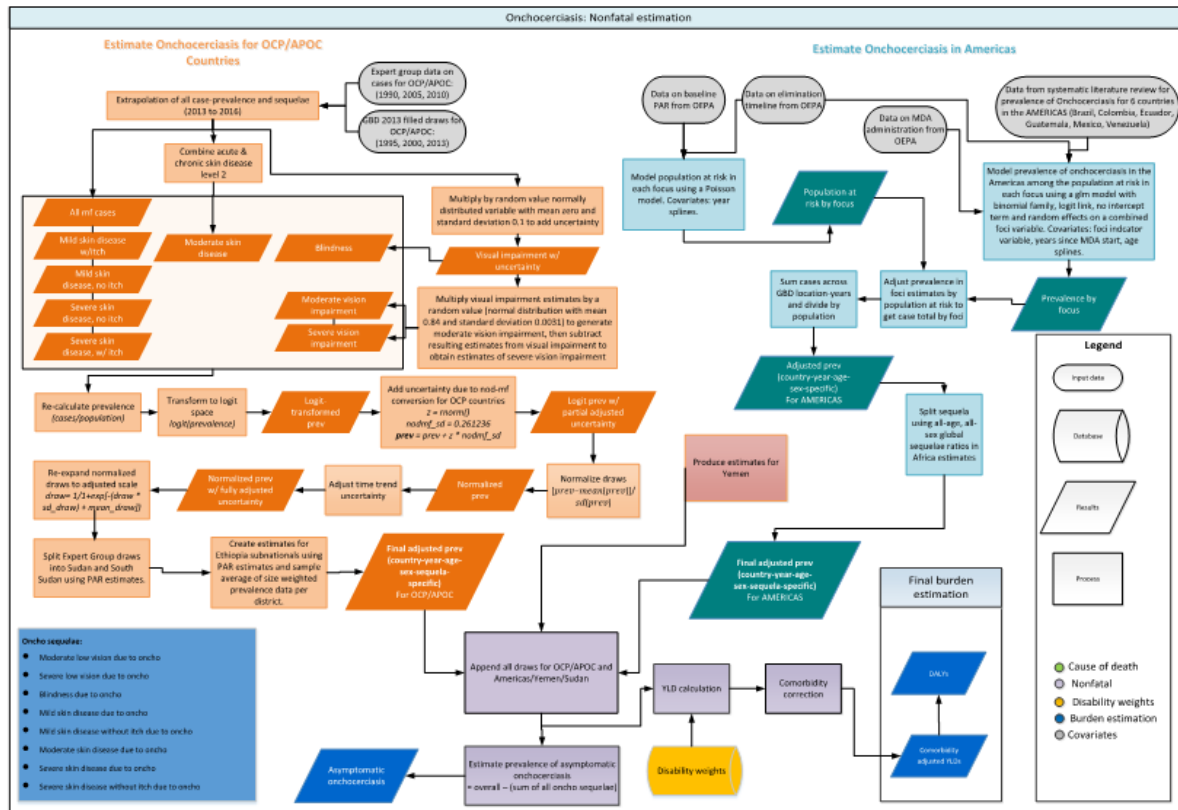 Onchocerciasis: Nonfatal estimation
Estimate Onchocerciasis for OCP/APOC
Countries
Expert group data on
cases for OCP/APOC:
(1990, 2005, 2010)
GBD 2013 filled draws for
OCP/APOC:
(1995, 2000, 2013)
Extrapolation of all case-prevalence and sequelae
(2013 to 2016)
Combine acute &
chronic skin disease
level 2
Multiply by random value normally
distributed variable with mean zero and
standard deviation 0.1 to add uncertainty
All mf cases
Mild skin disease
w/itch
Mild skin
disease, no itch
Severe skin
disease, no itch
Severe skin
disease, w/ itch
Moderate skin
disease
Blindness
Moderate vision
impairment
Severe vision
impairment
Visual impairment w/
uncertainty
Multiply visual impairment estimates by a
random value (normal distribution with mean
0.84 and standard deviation 0.0031) to generate
moderate vision impairment, then subtract
resulting estimates from visual impairment to
obtain estimates of severe vision impairment
Re-calculate prevalence
(cases/population)
Transform to logit
space
logit(prevalence)
Logit-
transformed
prev
Add uncertainty due to nod-mf
conversion for OCP countries
z = rnorm()
nodmf_sd = 0.261236
prev = prev + z * nodmf_sd
Logit prev w/
partial adjusted
uncertainty
Normalize draws
[prev-mean(prev)]/
sd(prev)
Normalized
prev
Adjust time trend
uncertainty
Normalized prev
w/ fully adjusted
uncertainty
Re-expand normalized
draws to adjusted scale
draw= 1/1+exp[-(draw *
sd_draw) + mean_draw])
Split Expert Group draws
into Sudan and South
Sudan using PAR estimates.
Create estimates for
Ethiopia subnationals using
PAR estimates and sample
average of size weighted
prevalence data per
district.
Final adjusted prev
(country-year-age-
sex-sequela-
specific)
For OCP/APOC
Estimate Onchocerciasis in Americas
Data on baseline
PAR from OEPA
Data on elimination
timeline from OEPA
Data on MDA
administration from
OEPA
Data from systematic literature review for
prevalence of Onchocerciasis for 6 countries
in the AMERICAS (Brazil, Colombia, Ecuador,
Guatemala, Mexico, Venezuela)
Model population at risk
in each focus using a Poisson
model. Covariates: year
splines.
Population at
risk by focus
Model prevalence of onchocerciasis in the
Americas among the population at risk in
each focus using a glm model with
binomial family, logit link, no intercept
term and random effects on a combined
foci variable. Covariates: foci indcator
variable, years since MDA start, age
splines.
Prevalence by
focus
Adjust prevalence in
foci estimates by
population at risk to
get case total by foci
Sum cases across
GBD location-years
and divide by
population
Adjusted prev
(country-year-age-
sex-specific)
For AMERICAS
Split sequela
using all-age, all-
sex global
sequelae ratios in
Africa estimates
Produce estimates for
Yemen
Final adjusted prev
(country-year-age-
sex-sequela-specific)
For AMERICAS
Append all draws for OCP/APOC and
Americas/Yemen/Sudan
YLD calculation
Comorbidity
correction
Disability weights
Estimate prevalence of asymptomatic
onchocerciasis
= overall – (sum of all oncho sequelae)
Asymptomatic
onchocerciasis
Final burden
estimation
DALYs
Comorbidity
adjusted YLDs
Oncho sequelae:
● Moderate low vision due to oncho
● Severe low vision due to oncho
● Blindness due to oncho
● Mild skin disease due to oncho
● Mild skin disease without itch due to oncho
● Moderate skin disease due to oncho
● Severe skin disease due to oncho
● Severe skin disease without itch due to oncho
Legend
Input data
Database
Results
Process
Cause of death
Nonfatal
Disability weights
Burden estimation
Covariates